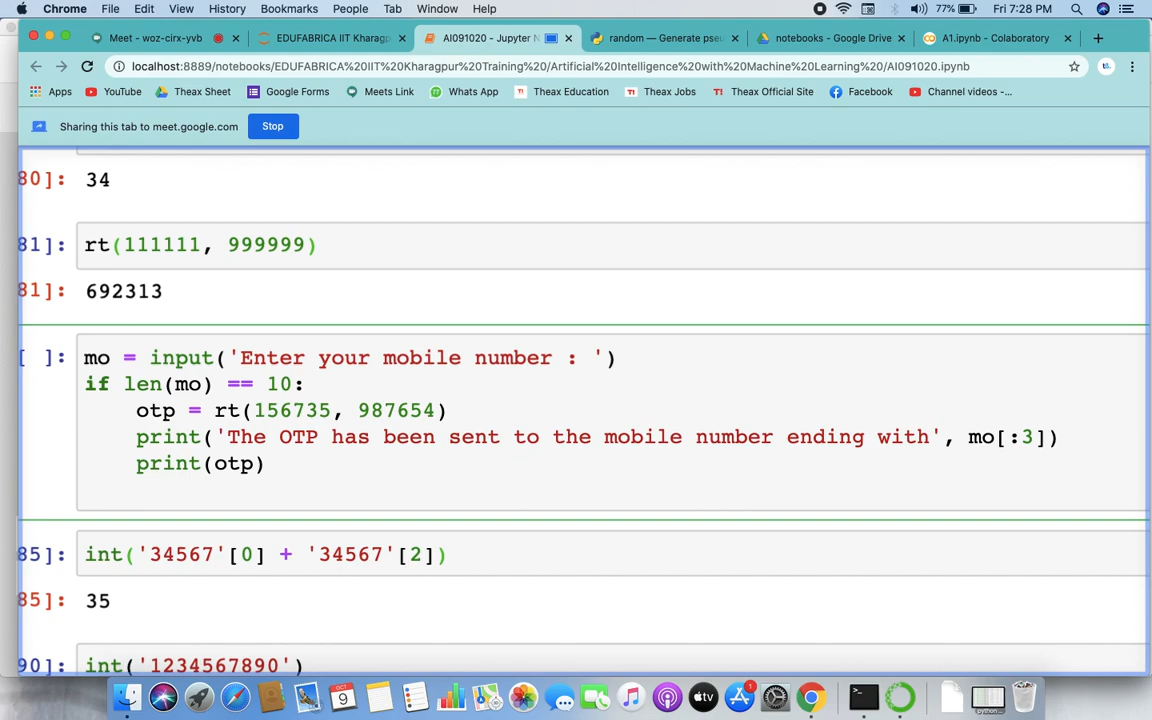 Chrome File Edit View History Bookmarks People Tab Window Help 77% Fri 7:28 PM
Meet - woz-cirx-yvb
EDUFABRICA IIT Kharagp
AI091020 - Jupyter N
random — Generate pseu
notebooks - Google Drive
A1.ipynb - Colaboratory
localhost:8889/notebooks/EDUFABRICA%20IIT%20Kharagpur%20Training%20/Artificial%20Intelligence%20with%20Machine%20Learning%20/AI091020.ipynb
Apps YouTube Theax Sheet Google Forms Meets Link Whats App Theax Education Theax Jobs Theax Official Site Facebook Channel videos -...
Sharing this tab to meet.google.com Stop
80]: 34
81]: rt(111111, 999999)
81]: 692313
[ ]: mo = input('Enter your mobile number : ')
if len(mo) == 10:
otp = rt(156735, 987654)
print('The OTP has been sent to the mobile number ending with', mo[:3])
print(otp)
85]: int('34567'[0] + '34567'[2])
85]: 35
90]: int('1234567890')
OCT
9
tv
1